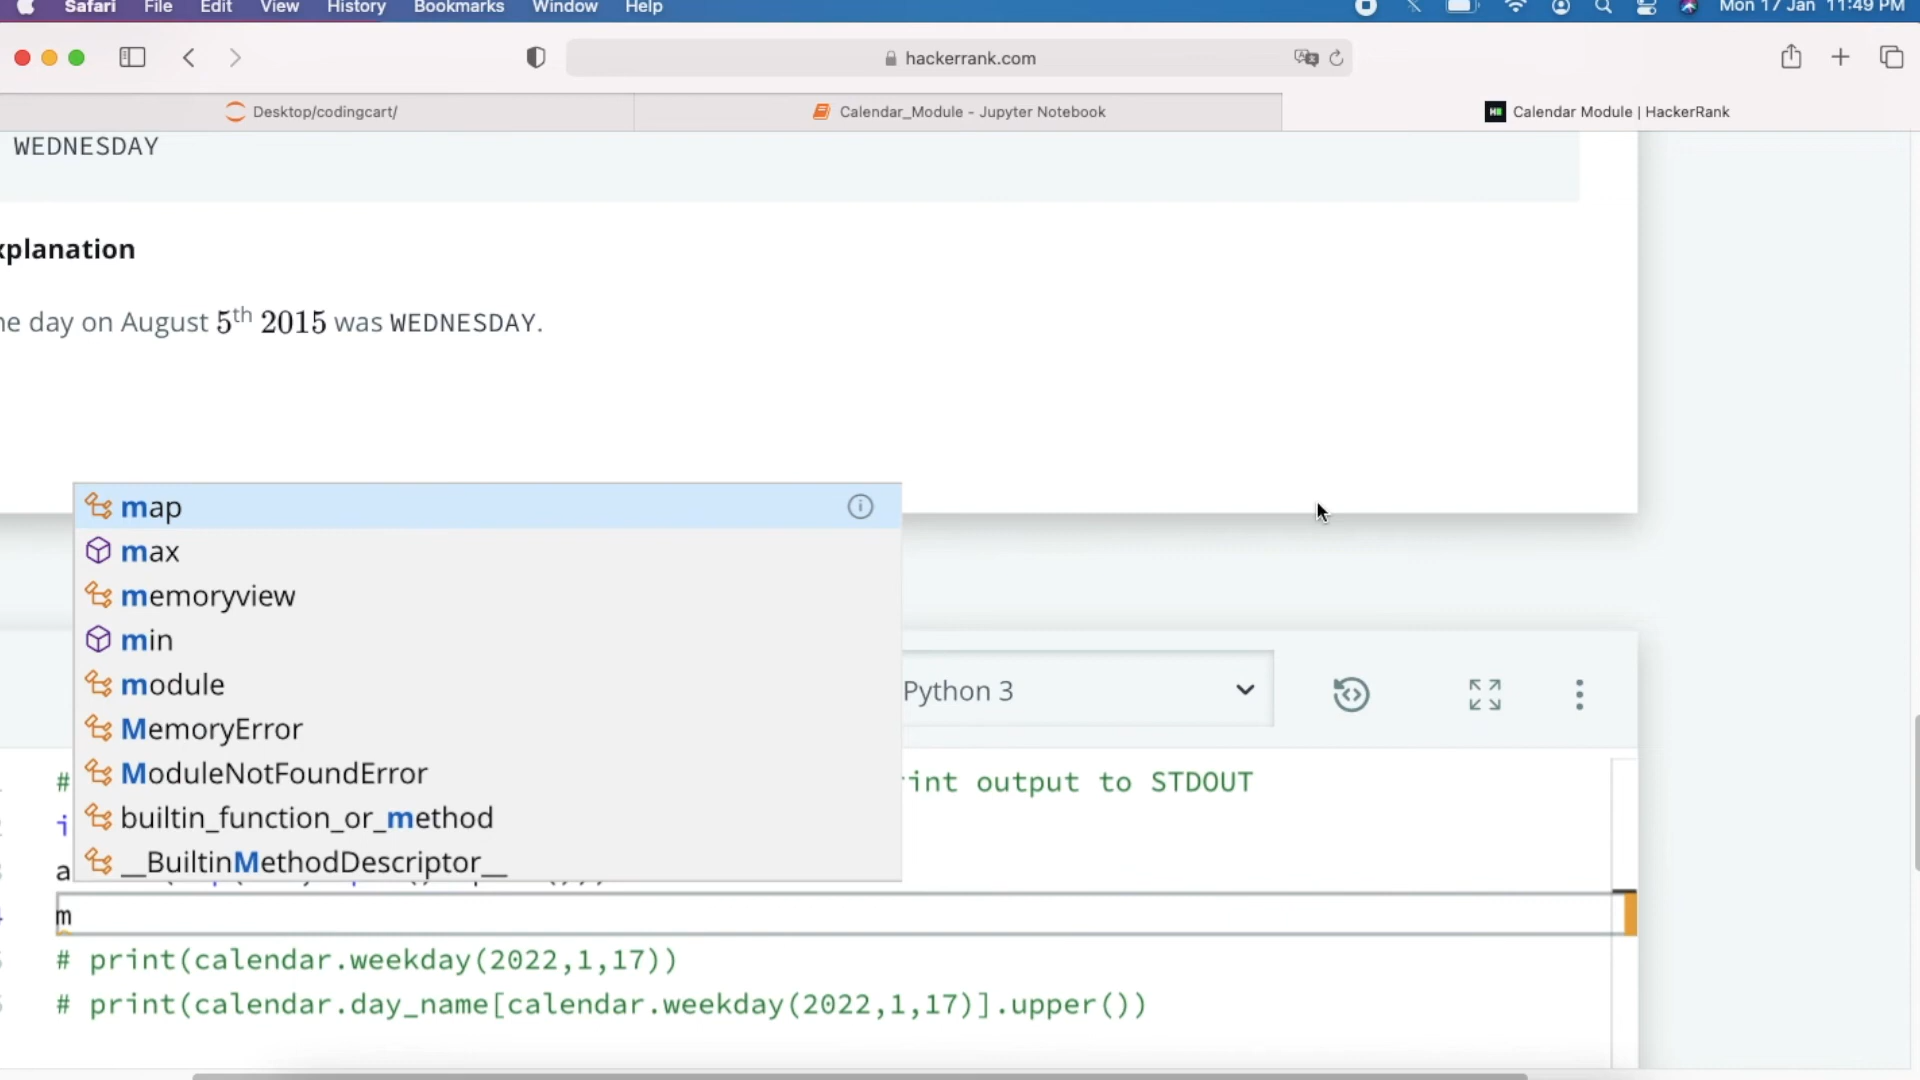 Safari File Edit View History Bookmarks Window Help Mon 17 Jan 11:49 PM
hackerrank.com
Desktop/codingcart/ Calendar_Module - Jupyter Notebook Calendar Module | HackerRank
WEDNESDAY
xplanation
he day on August 5th 2015 was WEDNESDAY.
map
max
memoryview
min
module
MemoryError
ModuleNotFoundError
builtin_function_or_method
__BuiltinMethodDescriptor__
Python 3
# int output to STDOUT
i
a
m
# print(calendar.weekday(2022,1,17))
# print(calendar.day_name[calendar.weekday(2022,1,17)].upper())